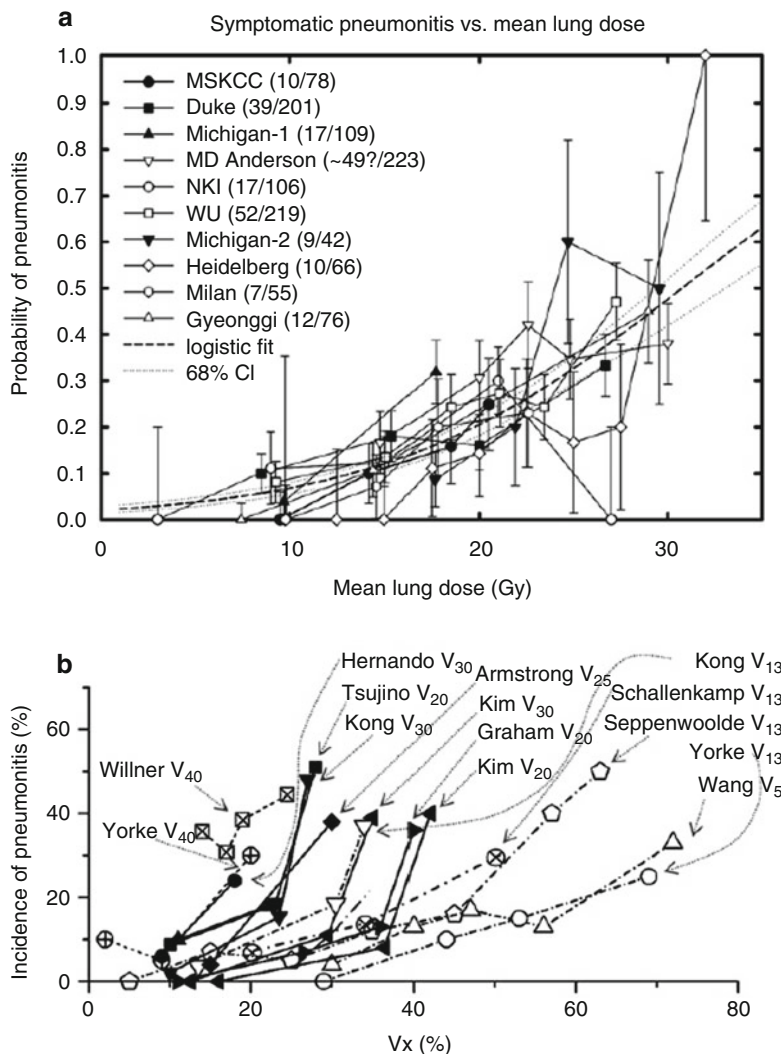 a
Symptomatic pneumonitis vs. mean lung dose
Probability of pneumonitis
1.0
0.9
0.8
0.7
0.6
0.5
0.4
0.3
0.2
0.1
0.0
MSKCC (10/78)
Duke (39/201)
Michigan-1 (17/109)
MD Anderson (~49?/223)
NKI (17/106)
WU (52/219)
Michigan-2 (9/42)
Heidelberg (10/66)
Milan (7/55)
Gyeonggi (12/76)
logistic fit
68% CI
10
20
30
Mean lung dose (Gy)
b
Incidence of pneumonitis (%)
60
40
20
0
Hernando V30
Tsujino V20
Kong V30
Willner V40
Yorke V40
Armstrong V25
Kim V30
Graham V20
Kim V20
Kong V13
Schallenkamp V13
Seppenwoolde V13
Yorke V13
Wang V5
0
20
40
60
80
Vx (%)